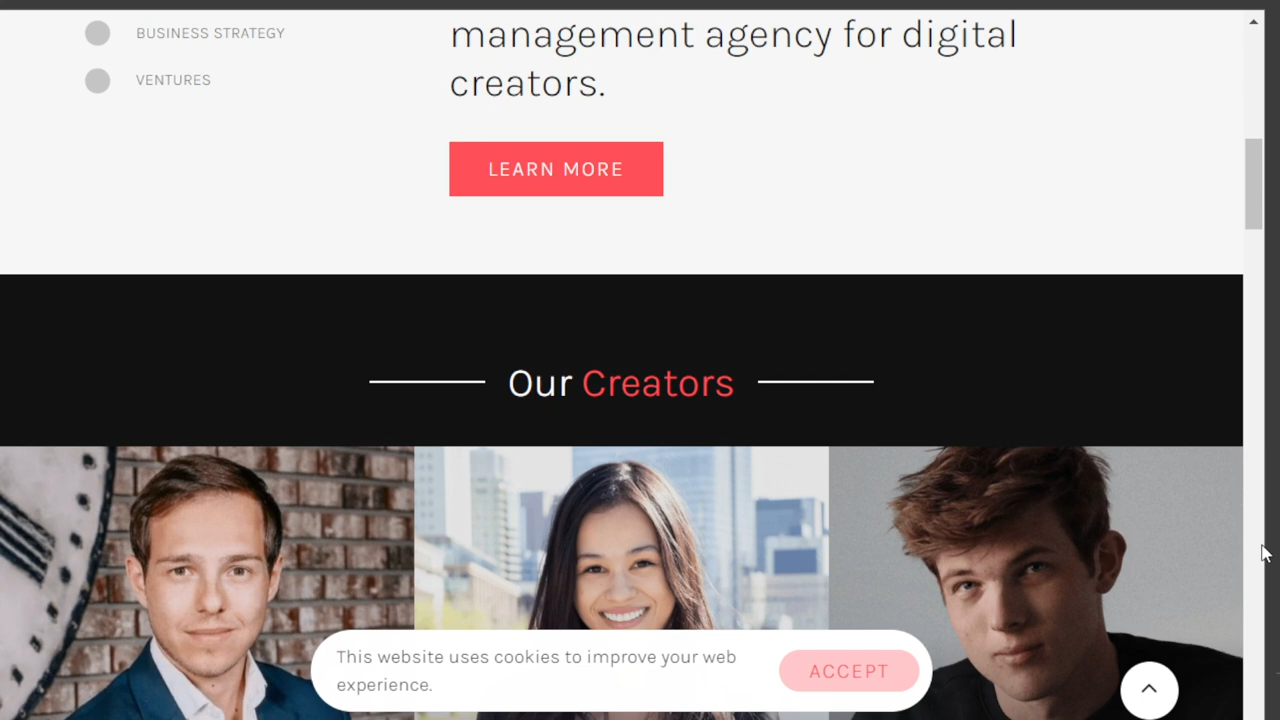 BUSINESS STRATEGY
VENTURES
management agency for digital
creators.
LEARN MORE
Our Creators
This website uses cookies to improve your web
experience.
ACCEPT